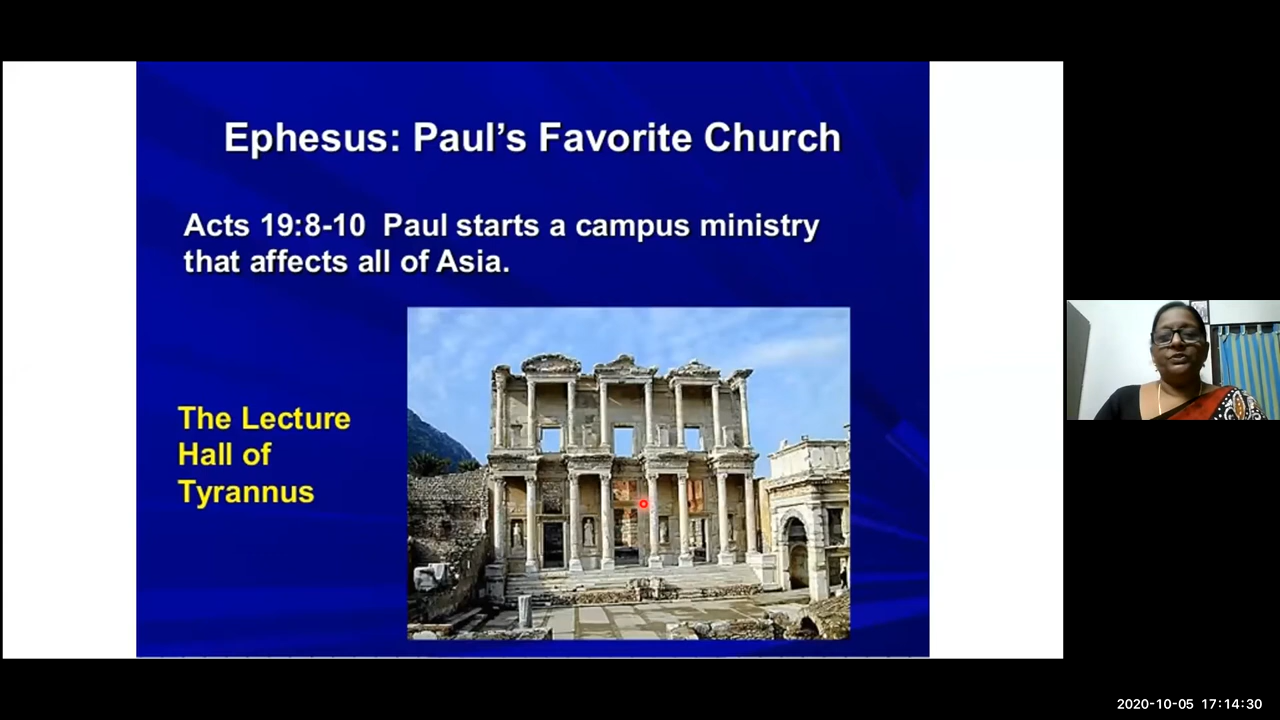 Ephesus: Paul's Favorite Church
Acts 19:8-10 Paul starts a campus ministry
that affects all of Asia.
The Lecture
Hall of
Tyrannus
2020-10-05 17:14:30